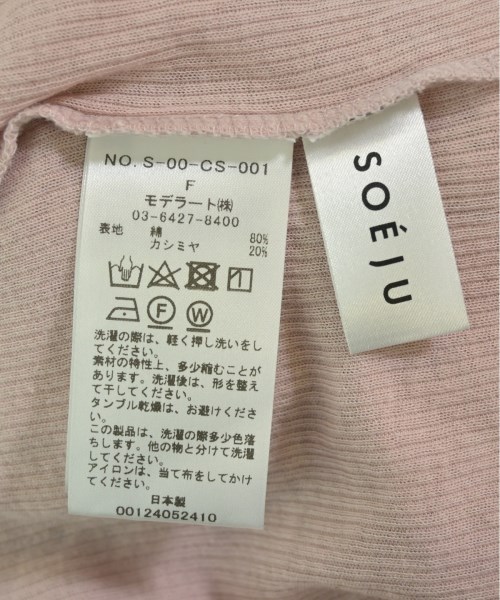 NO.S-00-CS-001
F
モデラート(株)
03-6427-8400
表地 綿 80%
カシミヤ 20%
F W
洗濯の際は、軽く押し洗いをし
てください。
素材の特性上、多少縮むことが
あります。洗濯後は、形を整え
て干してください。
タンブル乾燥は、お避けくださ
い。
この製品は、洗濯の際多少色落
ちします。他の物と分けて洗濯
してください。
アイロンは、当て布をしてかけ
てください。
日本製
00124052410
SOÉJU